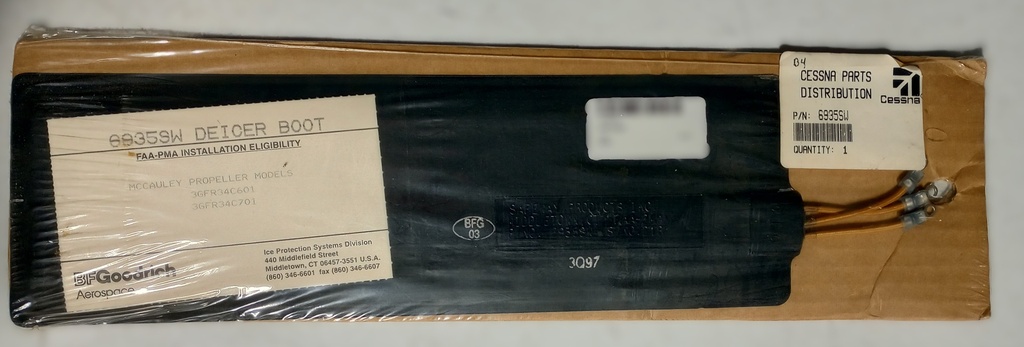 6935SW DEICER BOOT
FAA-PMA INSTALLATION ELIGIBILITY
MCCAULEY PROPELLER MODELS
3GFR34C601
3GFR34C701
BFGoodrich
Aerospace
Ice Protection Systems Division
440 Middlefield Street
Middletown, CT 06457-3551 U.S.A.
(860) 346-6601 fax (860) 346-6607
BFG
03
3Q97
04
CESSNA PARTS
DISTRIBUTION
Cessna
P/N: 6935SW
QUANTITY: 1